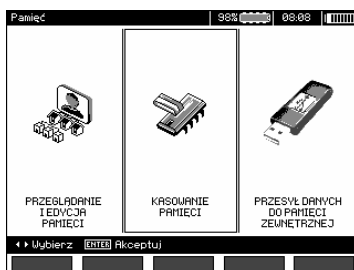 Pamięć 98% 08:08
PRZEGLĄDANIE
I EDYCJA
PAMIĘCI
KASOWANIE
PAMIĘCI
PRZESYŁ DANYCH
DO PAMIĘCI
ZEWNĘTRZNEJ
Wybierz ENTER Akceptuj